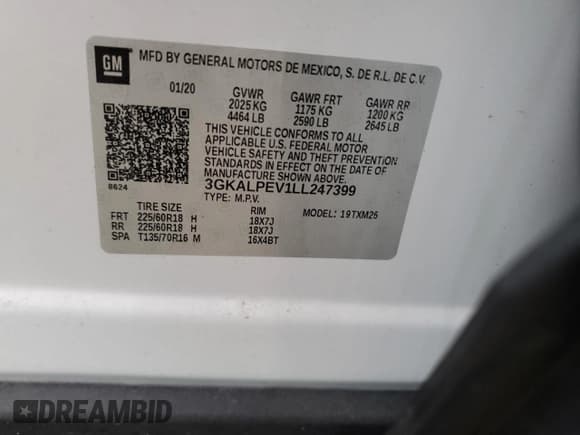 GM
MFD BY GENERAL MOTORS DE MEXICO, S. DE R.L. DE C.V.
01/20 GVWR GAWR FRT GAWR RR
2025 KG 1175 KG 1200 KG
4464 LB 2590 LB 2645 LB
THIS VEHICLE CONFORMS TO ALL
APPLICABLE U.S. FEDERAL MOTOR
VEHICLE SAFETY AND THEFT PREVENTION
STANDARDS IN EFFECT ON THE DATE OF
MANUFACTURE SHOWN ABOVE.
8624
3GKALPEV1LL247399
TYPE: M.P.V.
TIRE SIZE RIM MODEL: 19TXM26
FRT 225/60R18 H 18X7J
RR 225/60R18 H 18X7J
SPA T135/70R16 M 16X4BT
DREAMBID